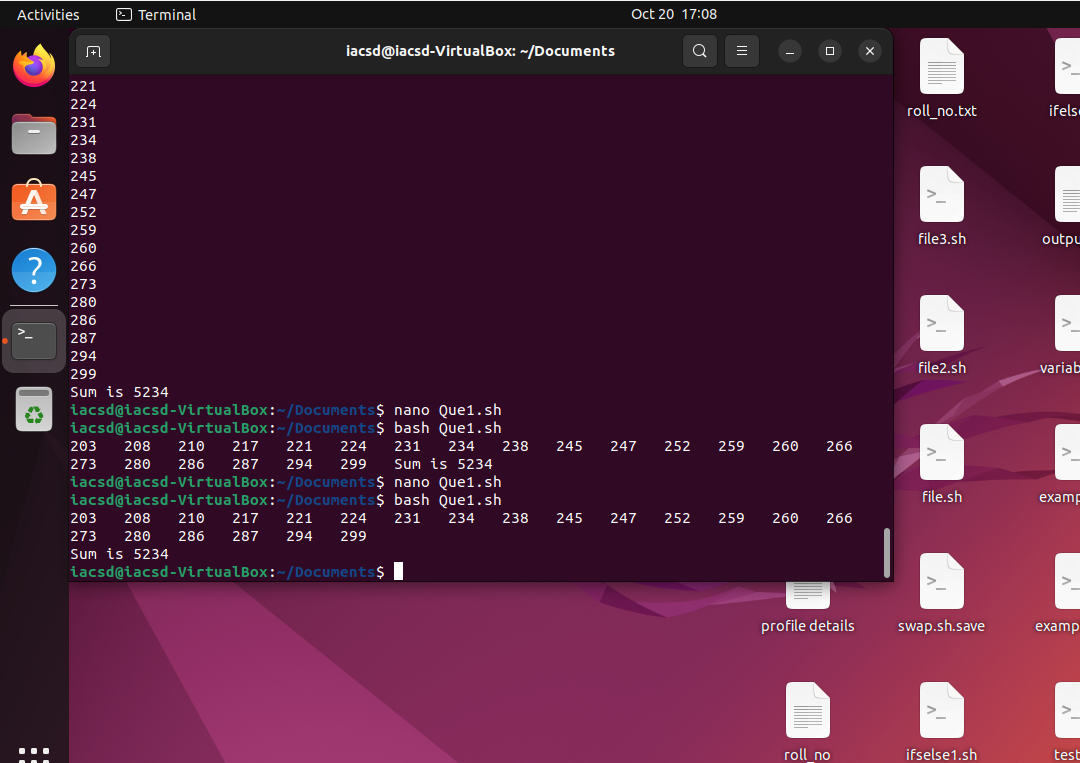 Activities Terminal Oct 20 17:08
iacsd@iacsd-VirtualBox: ~/Documents
221
224
231
234
238
245
247
252
259
260
266
273
280
286
287
294
299
Sum is 5234
iacsd@iacsd-VirtualBox:~/Documents$ nano Que1.sh
iacsd@iacsd-VirtualBox:~/Documents$ bash Que1.sh
203 208 210 217 221 224 231 234 238 245 247 252 259 260 266
273 280 286 287 294 299 Sum is 5234
iacsd@iacsd-VirtualBox:~/Documents$ nano Que1.sh
iacsd@iacsd-VirtualBox:~/Documents$ bash Que1.sh
203 208 210 217 221 224 231 234 238 245 247 252 259 260 266
273 280 286 287 294 299
Sum is 5234
iacsd@iacsd-VirtualBox:~/Documents$
roll_no.txt ifelse
file3.sh outpu
file2.sh variab
file.sh examp
profile details swap.sh.save examp
roll_no ifselse1.sh test